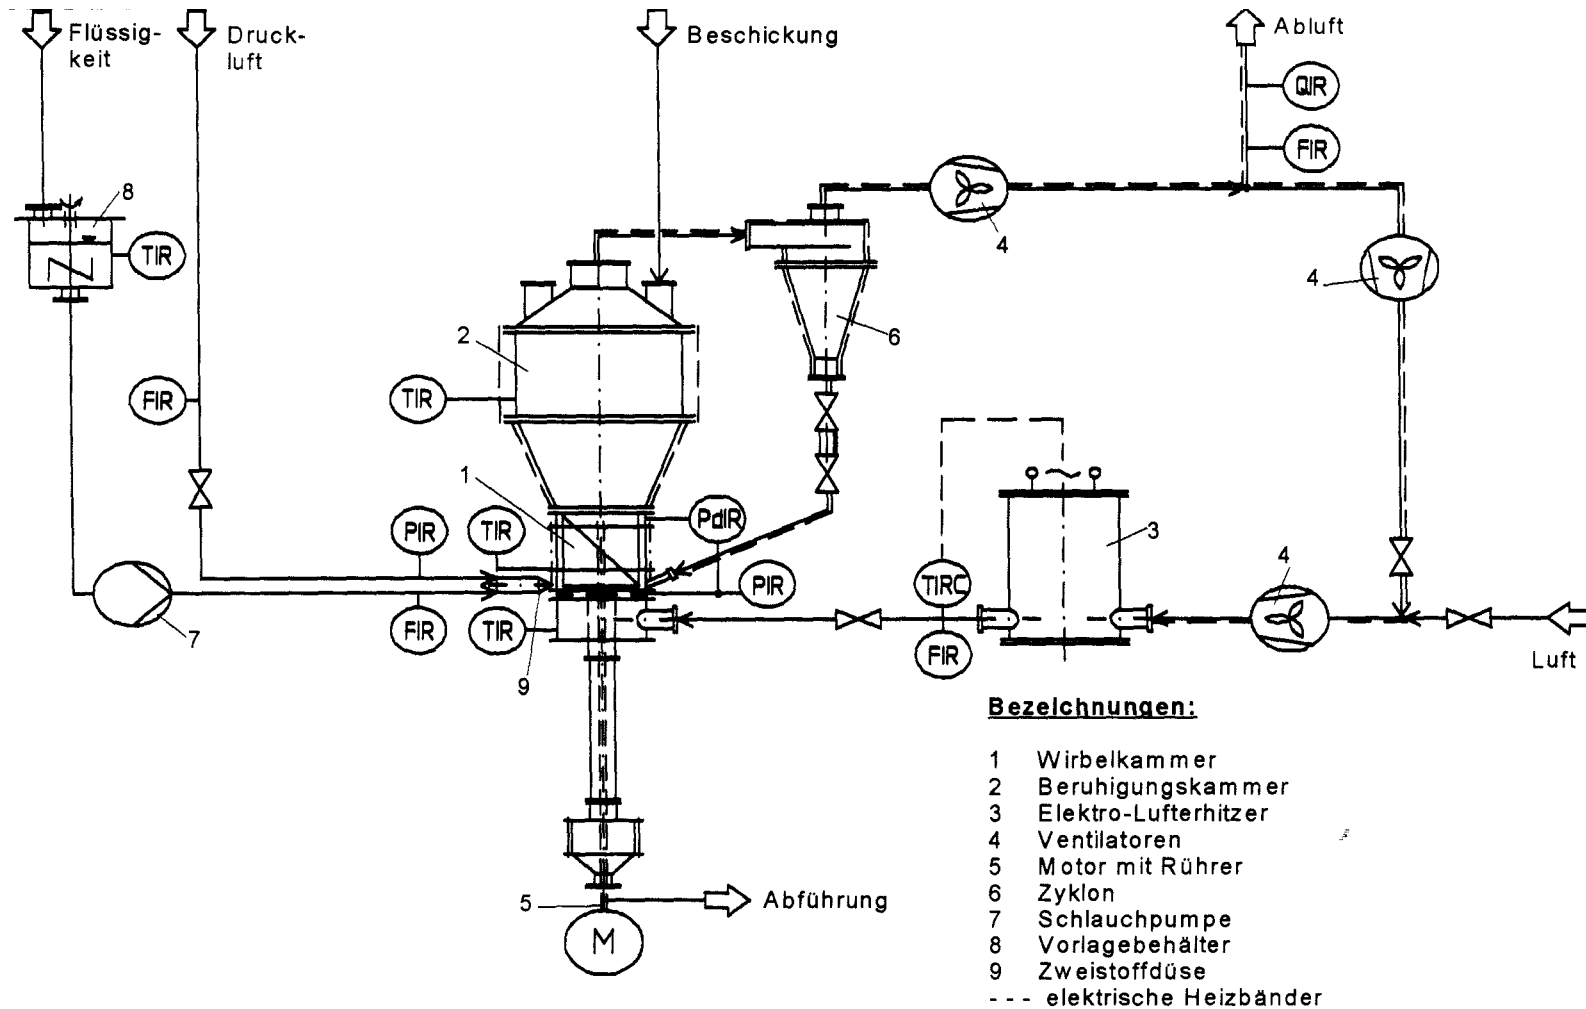 Flüssig-
keit
Druck-
luft
Beschickung
Abluft
QIR
FIR
8
TIR
4
4
6
2
FIR
TIR
1
3
PIR
TIR
PdIR
4
TIRC
PIR
FIR
TIR
FIR
7
9
Luft
5
Abführung
M
Bezeichnungen:
1 Wirbelkammer
2 Beruhigungskammer
3 Elektro-Lufterhitzer
4 Ventilatoren
5 Motor mit Rührer
6 Zyklon
7 Schlauchpumpe
8 Vorlagebehälter
9 Zweistoffdüse
--- elektrische Heizbänder